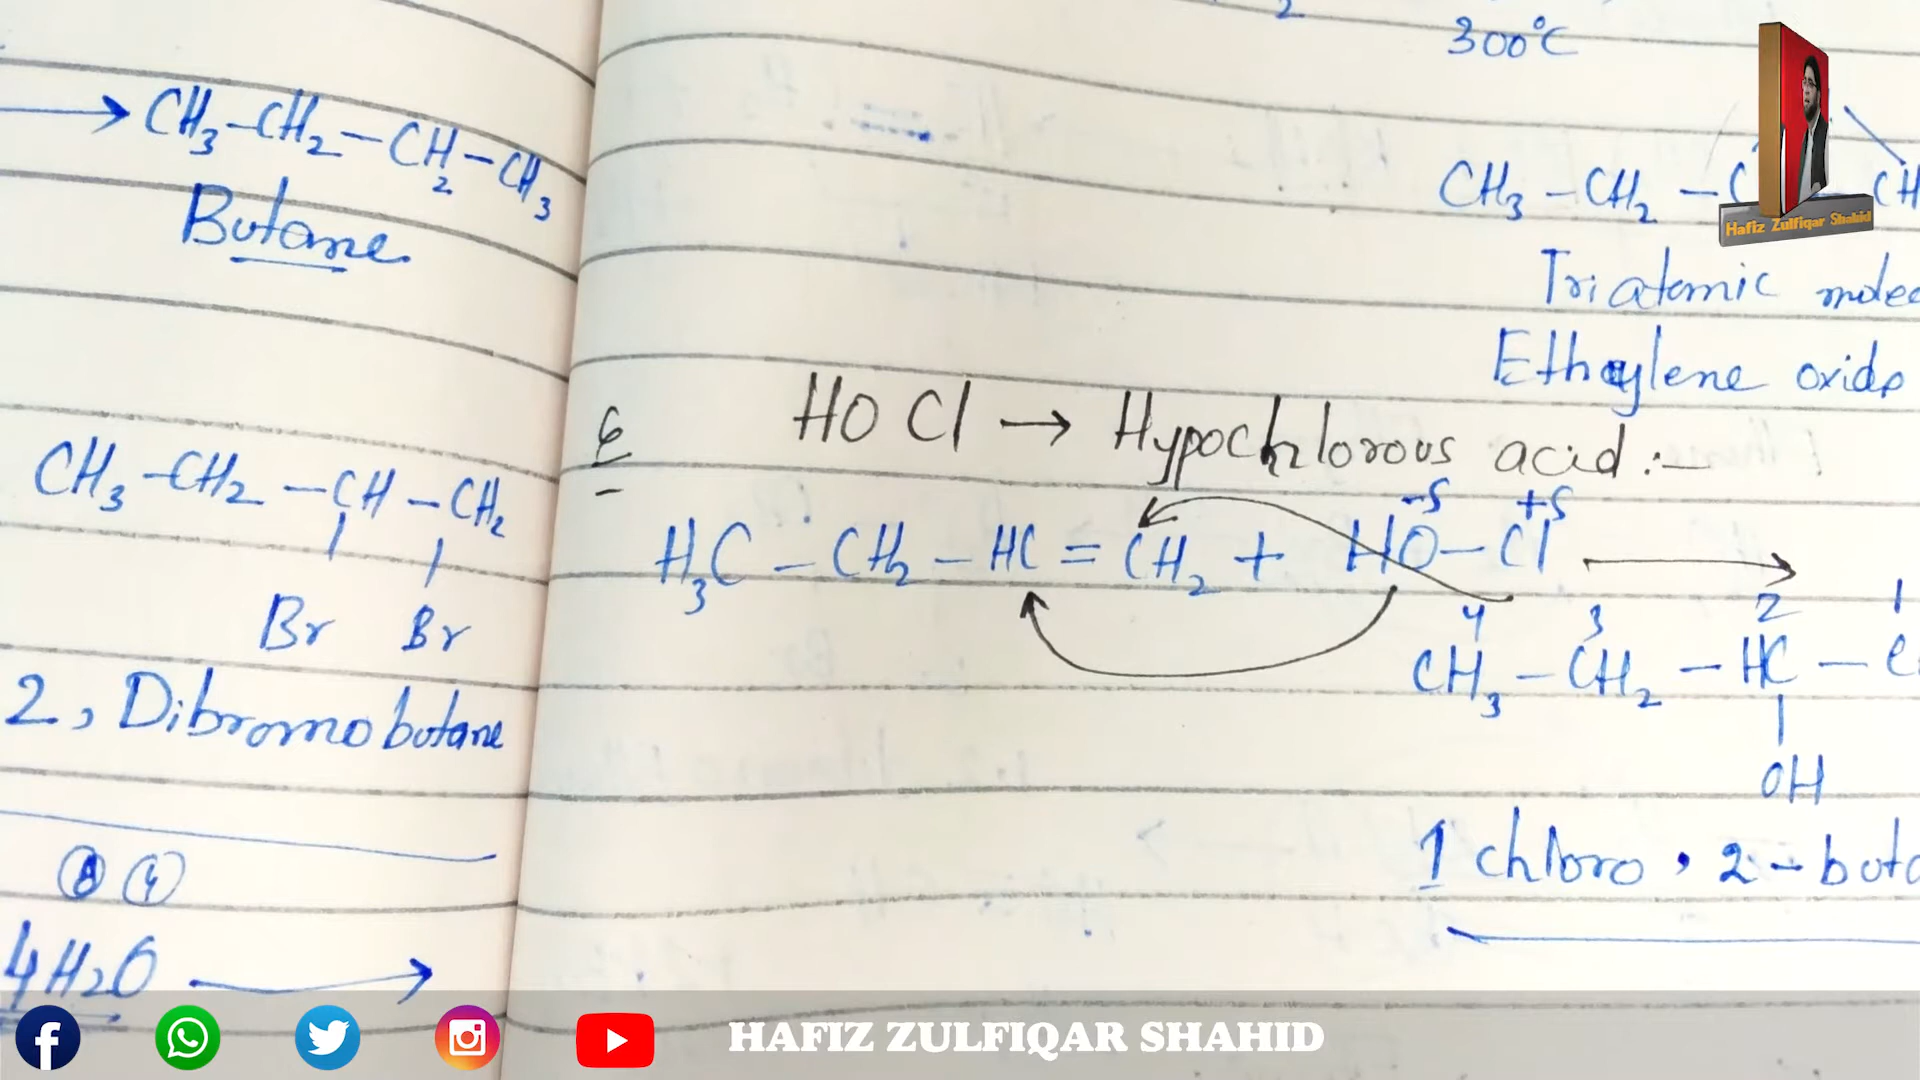 300°C
CH3-CH2-CH2-CH3
Butane
CH3-CH2-CH-CH2
Br Br
2, Dibromobutane
4H2O
CH3-CH2-
Hafiz Zulfiqar Shahid
Triatomic
Ethylene oxide
6 HOCl → Hypochlorous acid :-
-δ +δ
H3C-CH2-HC=CH2 + HO-Cl →
4 3 2 1
CH3-CH2-HC-
OH
1 chloro, 2-
HAFIZ ZULFIQAR SHAHID